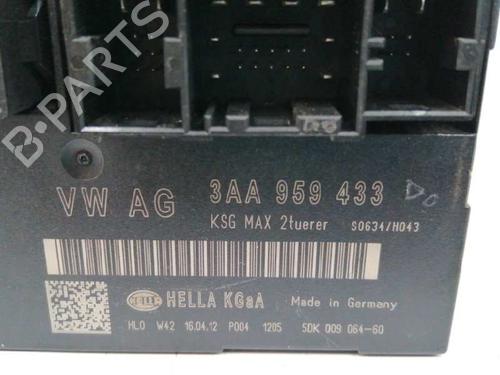 B-PARTS
VW AG 3AA 959 433
KSG MAX 2tuerer S0634/H043
HELLA HELLA KGaA Made in Germany
HLO W42 16.04.12 P004 1205 5DK 009 064-60